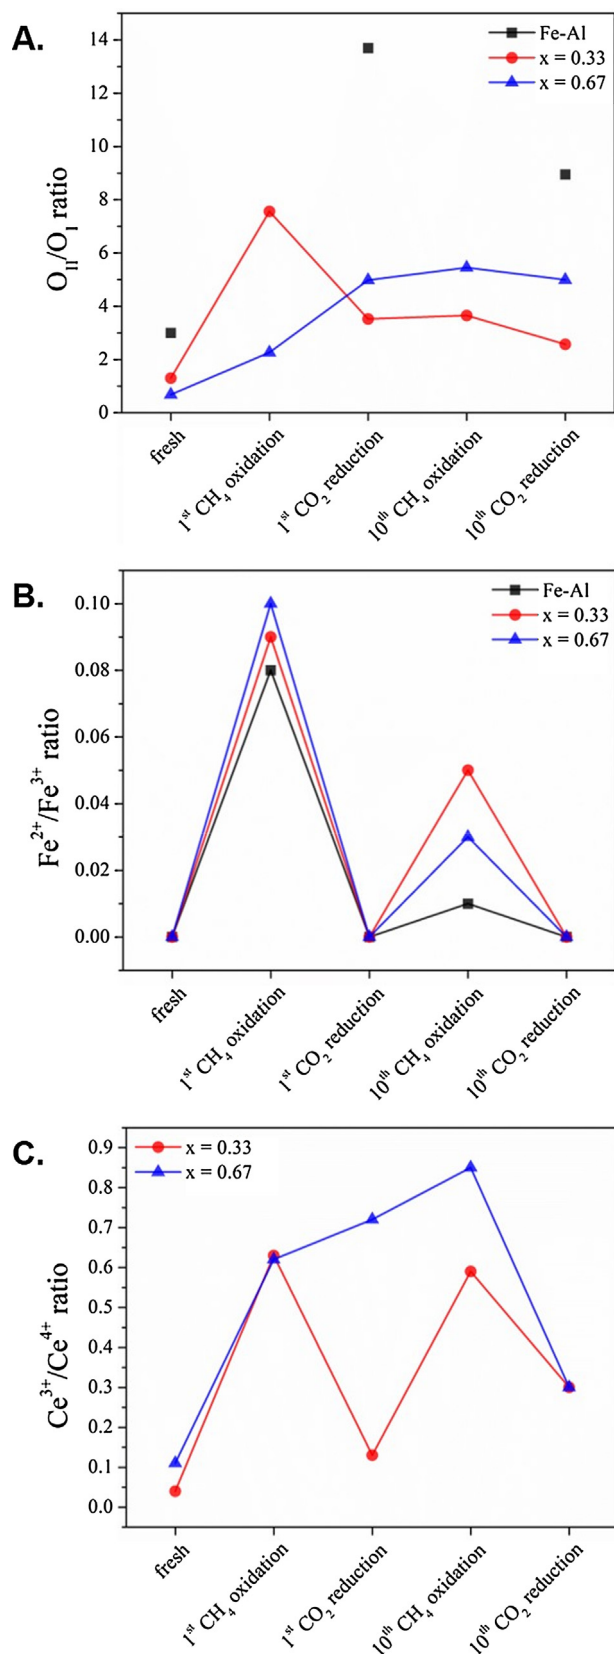 A.
Fe-Al
x = 0.33
x = 0.67
O_II/O_I ratio
14
12
10
8
6
4
2
0
fresh
1st CH4 oxidation
1st CO2 reduction
10th CH4 oxidation
10th CO2 reduction
B.
Fe-Al
x = 0.33
x = 0.67
Fe2+/Fe3+ ratio
0.10
0.08
0.06
0.04
0.02
0.00
fresh
1st CH4 oxidation
1st CO2 reduction
10th CH4 oxidation
10th CO2 reduction
C.
x = 0.33
x = 0.67
Ce3+/Ce4+ ratio
0.9
0.8
0.7
0.6
0.5
0.4
0.3
0.2
0.1
0.0
fresh
1st CH4 oxidation
1st CO2 reduction
10th CH4 oxidation
10th CO2 reduction